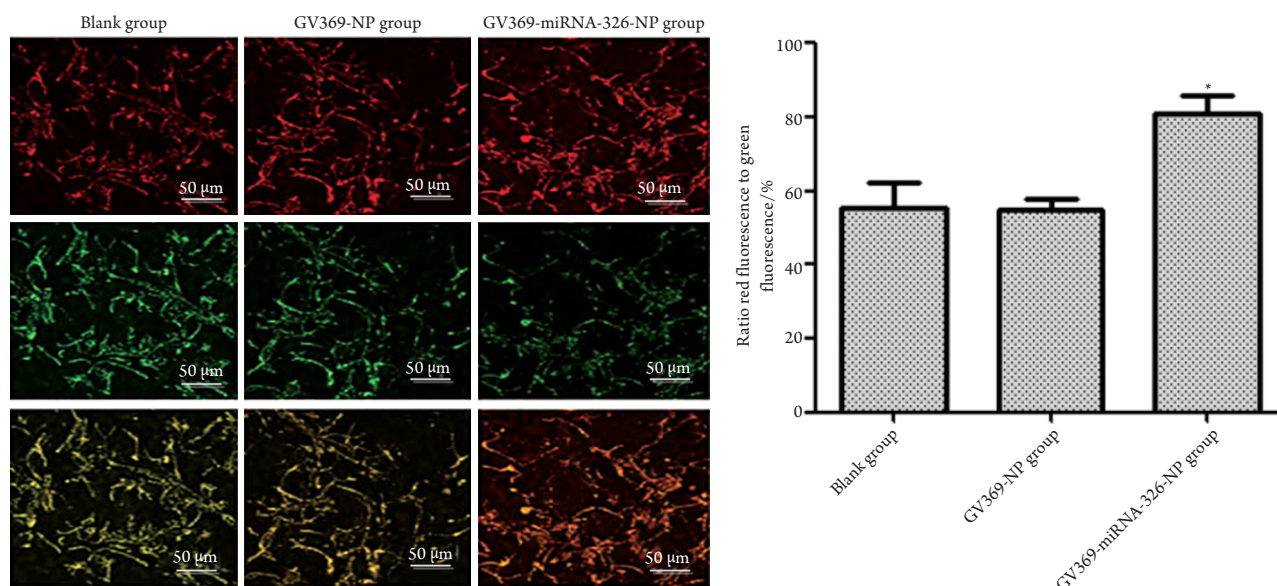 Blank group
GV369-NP group
GV369-miRNA-326-NP group
50 µm
50 µm
50 µm
50 µm
50 µm
50 µm
50 µm
50 µm
50 µm
Ratio red fluorescence to green
fluorescence/%
100
80
60
40
20
0
*
Blank group
GV369-NP group
GV369-miRNA-326-NP group